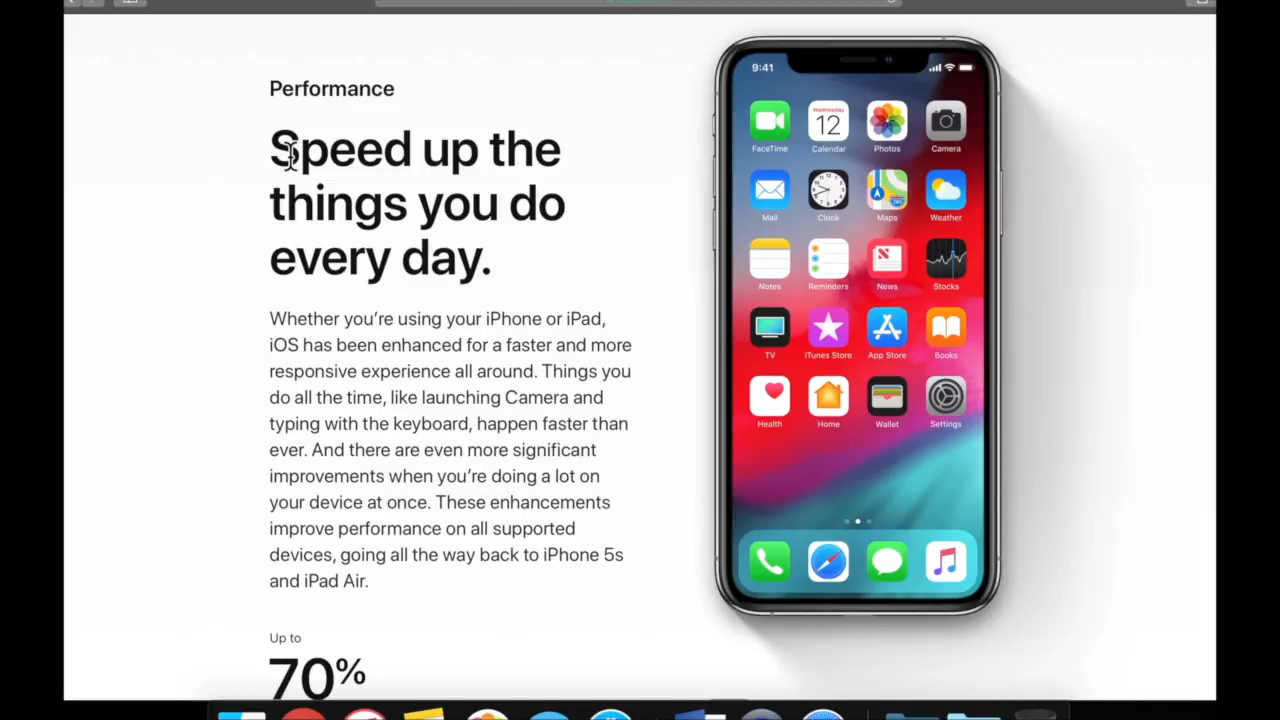 Performance
Speed up the
things you do
every day.
Whether you’re using your iPhone or iPad,
iOS has been enhanced for a faster and more
responsive experience all around. Things you
do all the time, like launching Camera and
typing with the keyboard, happen faster than
ever. And there are even more significant
improvements when you’re doing a lot on
your device at once. These enhancements
improve performance on all supported
devices, going all the way back to iPhone 5s
and iPad Air.
Up to
70%
9:41
Wednesday
12
FaceTime Calendar Photos Camera
Mail Clock Maps Weather
Notes Reminders News Stocks
TV iTunes Store App Store Books
Health Home Wallet Settings